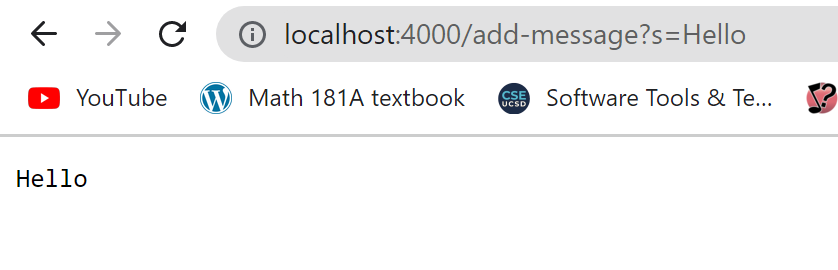 localhost:4000/add-message?s=Hello
YouTube Math 181A textbook CSE UCSD Software Tools & Te...
Hello